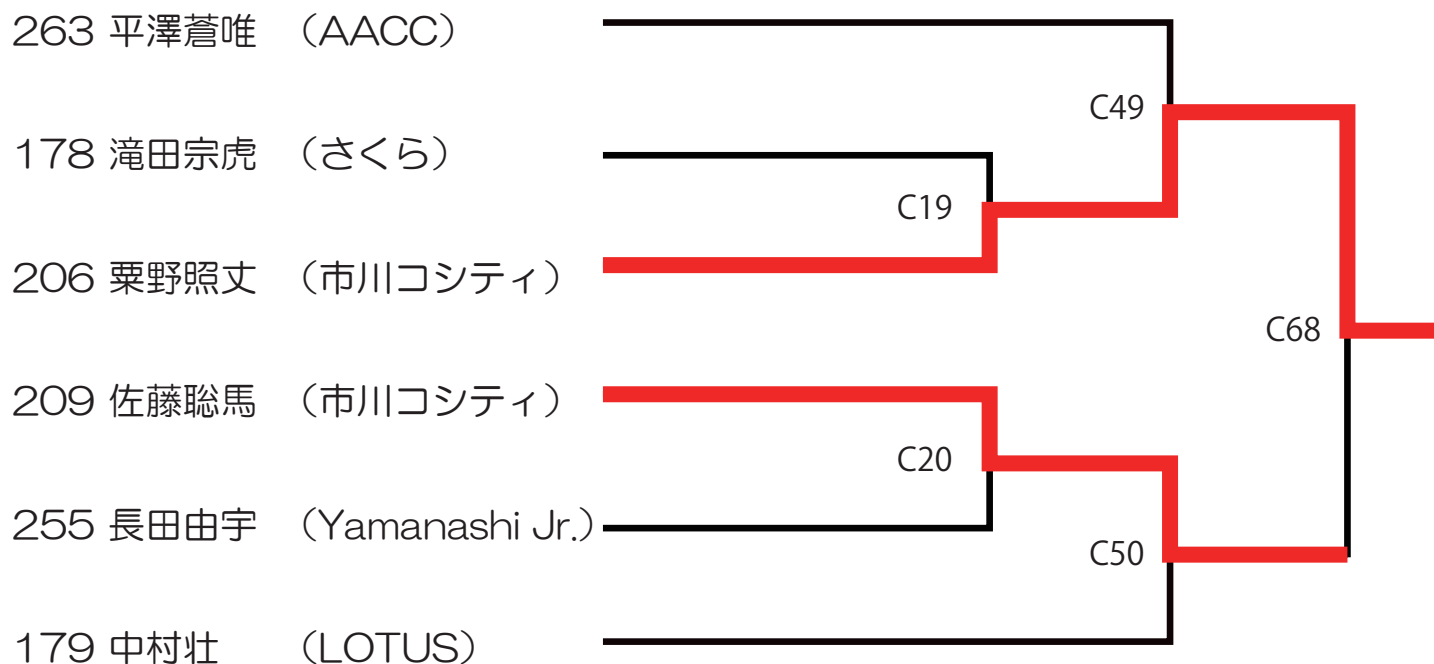 263 平澤蒼唯 （AACC）
C49
178 滝田宗虎 （さくら）
C19
206 粟野照丈 （市川コシティ）
C68
209 佐藤聡馬 （市川コシティ）
C20
255 長田由宇 （Yamanashi Jr.）
C50
179 中村壮 （LOTUS）